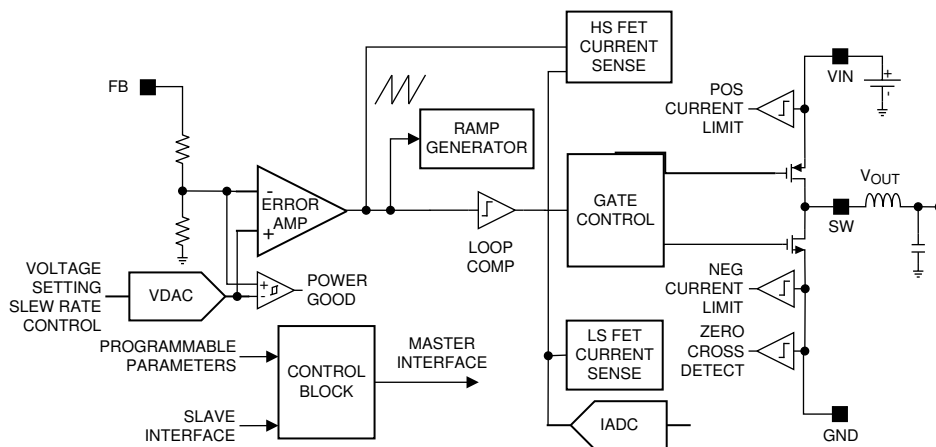 HS FET
CURRENT
SENSE
FB
VIN
+
-
POS
CURRENT
LIMIT
RAMP
GENERATOR
-
ERROR
AMP
+
GATE
CONTROL
VOUT
SW
LOOP
COMP
VOLTAGE
SETTING
SLEW RATE
CONTROL
VDAC
+
-
POWER
GOOD
NEG
CURRENT
LIMIT
PROGRAMMABLE
PARAMETERS
CONTROL
BLOCK
MASTER
INTERFACE
LS FET
CURRENT
SENSE
ZERO
CROSS
DETECT
SLAVE
INTERFACE
IADC
GND